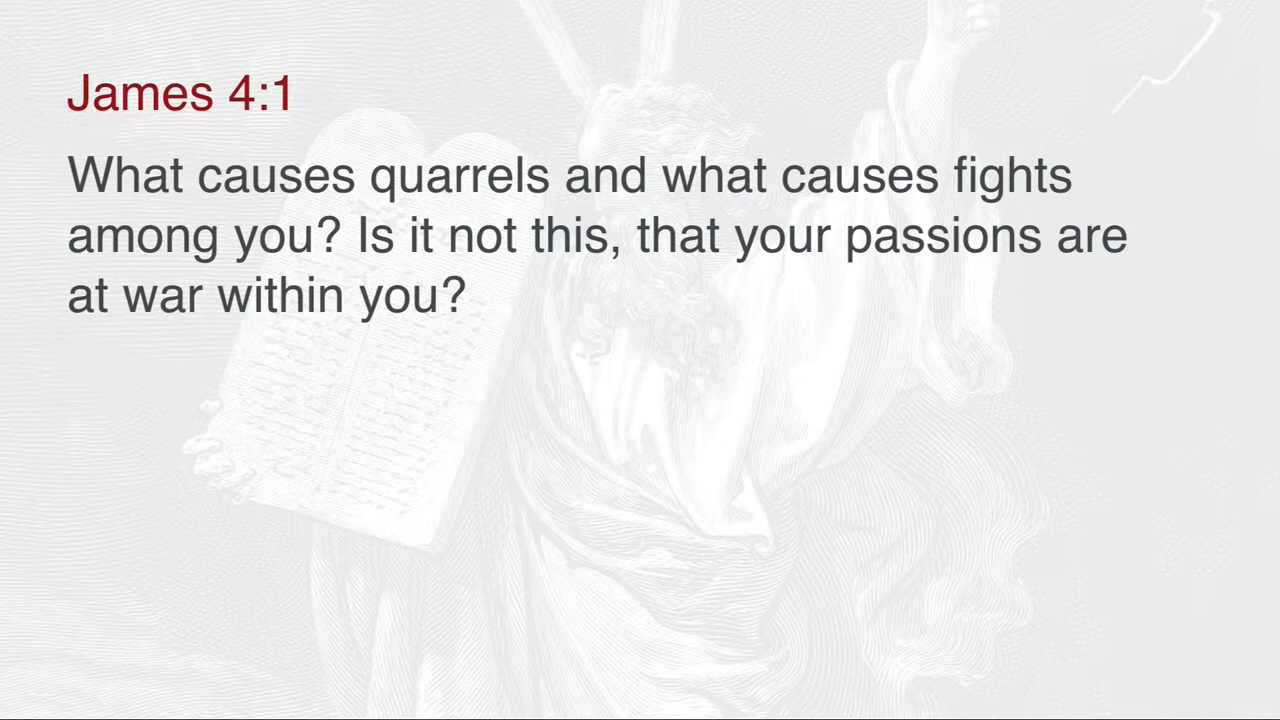 James 4:1
What causes quarrels and what causes fights
among you? Is it not this, that your passions are
at war within you?